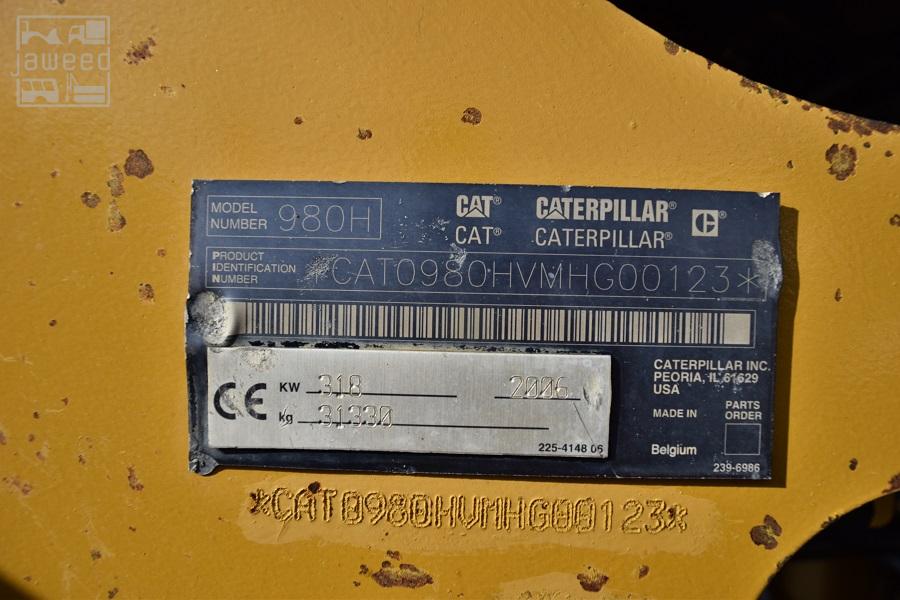 jaweed
MODEL
NUMBER 980H
CAT® CATERPILLAR®
CAT® CATERPILLAR®
PRODUCT
IDENTIFICATION
NUMBER
*CAT0980HVMHG00123*
CE KW 318 2006
kg 31330
225-4148 06
CATERPILLAR INC.
PEORIA, IL 61629
USA
MADE IN PARTS
ORDER
Belgium
239-6986
*CAT0980HVMHG00123*